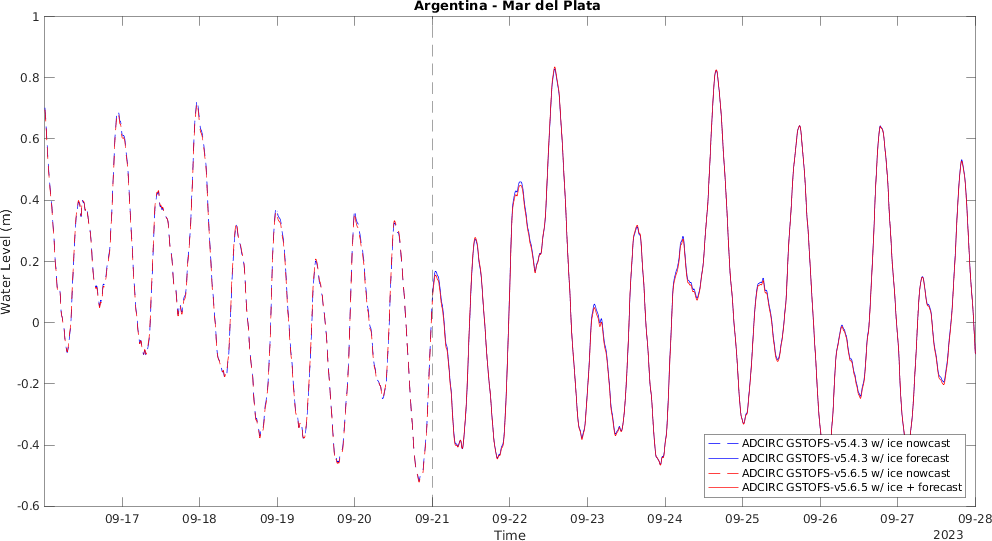 Argentina - Mar del Plata
1
0.8
0.6
0.4
0.2
0
-0.2
-0.4
-0.6
Water Level (m)
ADCIRC GSTOFS-v5.4.3 w/ ice nowcast
ADCIRC GSTOFS-v5.4.3 w/ ice forecast
ADCIRC GSTOFS-v5.6.5 w/ ice nowcast
ADCIRC GSTOFS-v5.6.5 w/ ice + forecast
09-17 09-18 09-19 09-20 09-21 09-22 09-23 09-24 09-25 09-26 09-27 09-28
Time
2023